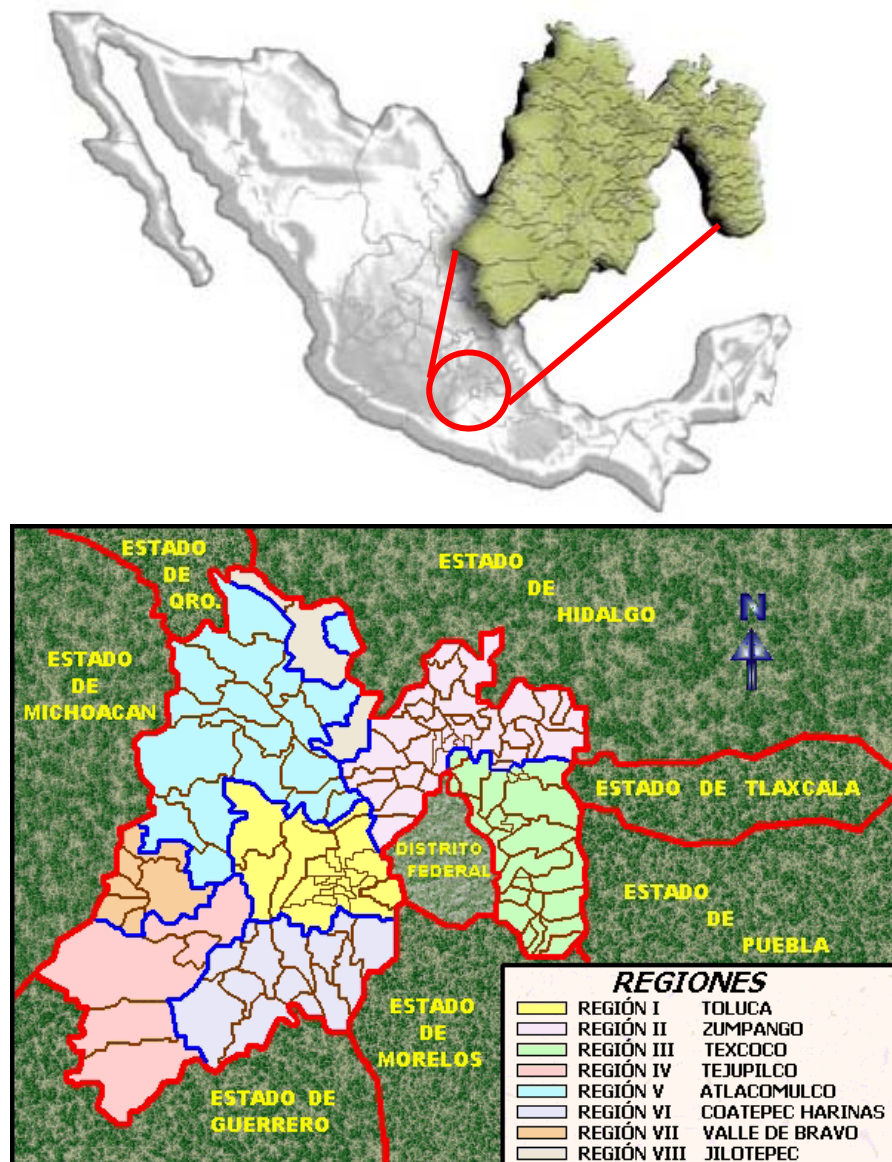 ESTADO
DE
QRO.
ESTADO
DE
HIDALGO
N
ESTADO
DE
MICHOACAN
ESTADO DE TLAXCALA
DISTRITO
FEDERAL
ESTADO
DE
PUEBLA
ESTADO
DE
MORELOS
ESTADO DE
GUERRERO
REGIONES
REGIÓN I TOLUCA
REGIÓN II ZUMPANGO
REGIÓN III TEXCOCO
REGIÓN IV TEJUPILCO
REGIÓN V ATLACOMULCO
REGIÓN VI COATEPEC HARINAS
REGIÓN VII VALLE DE BRAVO
REGIÓN VIII JILOTEPEC